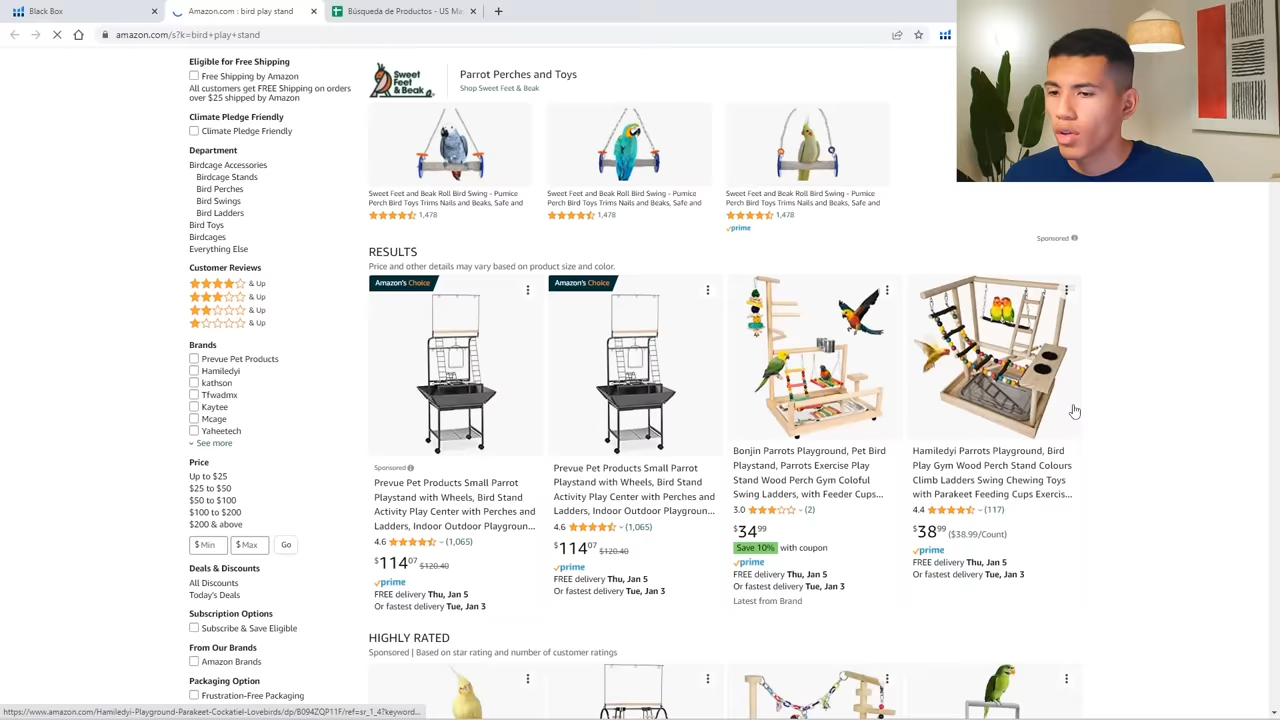 Black Box
Amazon.com : bird play stand
Búsqueda de Productos - US Ma
amazon.com/s?k=bird+play+stand
Eligible for Free Shipping
Free Shipping by Amazon
All customers get FREE Shipping on orders
over $25 shipped by Amazon
Climate Pledge Friendly
Climate Pledge Friendly
Department
Birdcage Accessories
Birdcage Stands
Bird Perches
Bird Swings
Bird Ladders
Bird Toys
Birdcages
Everything Else
Customer Reviews
& Up
& Up
& Up
& Up
Brands
Prevue Pet Products
Hamiledyi
kathson
Tfwadmx
Kaytee
Mcage
Yaheetech
See more
Price
Up to $25
$25 to $50
$50 to $100
$100 to $200
$200 & above
$ Min $ Max Go
Deals & Discounts
All Discounts
Today's Deals
Subscription Options
Subscribe & Save Eligible
From Our Brands
Amazon Brands
Packaging Option
Frustration-Free Packaging
Sweet
Feet
& Beak
Parrot Perches and Toys
Shop Sweet Feet & Beak
Sweet Feet and Beak Roll Bird Swing - Pumice
Perch Bird Toys Trims Nails and Beaks, Safe and
1,478
Sweet Feet and Beak Roll Bird Swing - Pumice
Perch Bird Toys Trims Nails and Beaks, Safe and
1,478
Sweet Feet and Beak Roll Bird Swing - Pumice
Perch Bird Toys Trims Nails and Beaks, Safe and
1,478
prime
Sponsored
RESULTS
Price and other details may vary based on product size and color.
Amazon's Choice
Sponsored
Prevue Pet Products Small Parrot
Playstand with Wheels, Bird Stand
Activity Play Center with Perches and
Ladders, Indoor Outdoor Playgroun...
4.6 (1,065)
$11407 $120.40
prime
FREE delivery Thu, Jan 5
Or fastest delivery Tue, Jan 3
Amazon's Choice
Prevue Pet Products Small Parrot
Playstand with Wheels, Bird Stand
Activity Play Center with Perches and
Ladders, Indoor Outdoor Playgroun...
4.6 (1,065)
$11407 $120.40
prime
FREE delivery Thu, Jan 5
Or fastest delivery Tue, Jan 3
Bonjin Parrots Playground, Pet Bird
Playstand, Parrots Exercise Play
Stand Wood Perch Gym Coloful
Swing Ladders, with Feeder Cups...
3.0 (2)
$3499
Save 10% with coupon
prime
FREE delivery Thu, Jan 5
Or fastest delivery Tue, Jan 3
Latest from Brand
Hamiledyi Parrots Playground, Bird
Play Gym Wood Perch Stand Colours
Climb Ladders Swing Chewing Toys
with Parakeet Feeding Cups Exercis...
4.4 (117)
$3899 ($38.99/Count)
prime
FREE delivery Thu, Jan 5
Or fastest delivery Tue, Jan 3
HIGHLY RATED
Sponsored | Based on star rating and number of customer ratings
https://www.amazon.com/Hamiledyi-Playground-Parakeet-Cockatiel-Lovebirds/dp/B094ZQP11F/ref=sr_1_4?keyword...